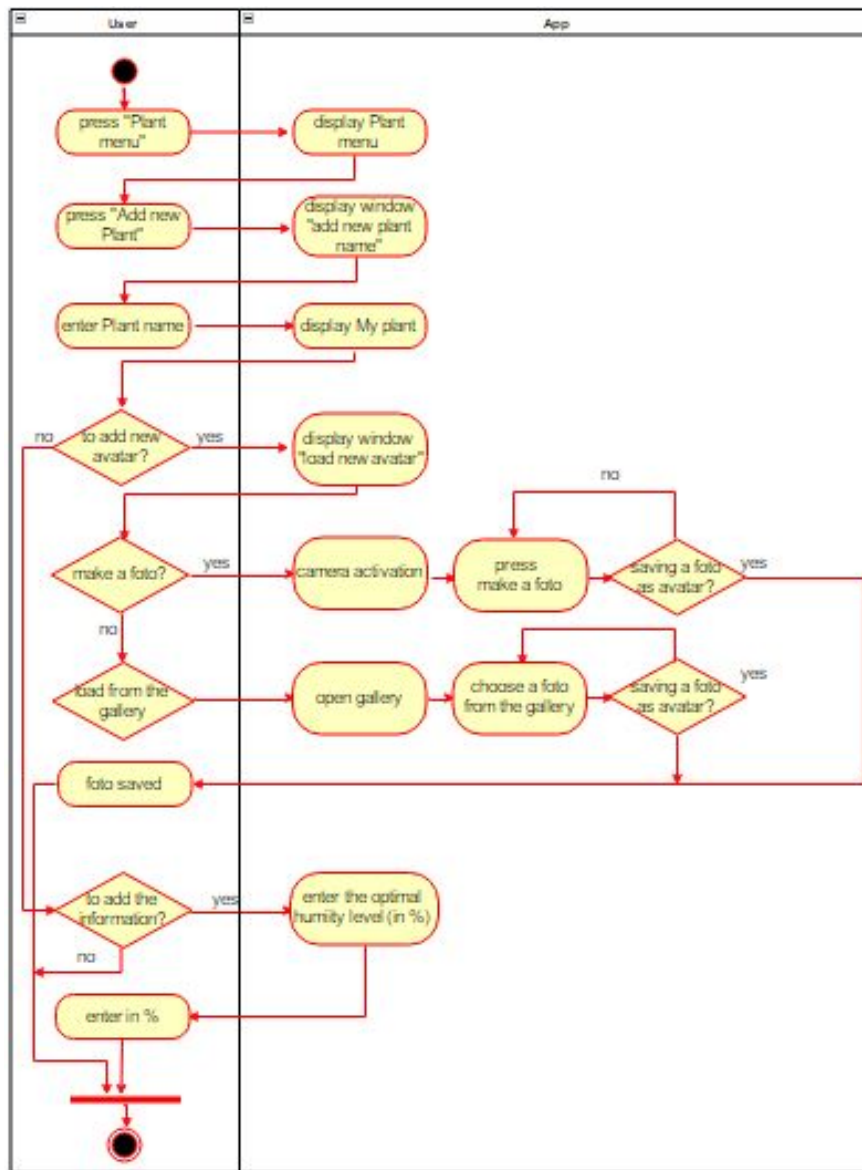 User
App
press "Plant
menu"
display Plant
menu
press "Add new
Plant"
display window
"add new plant
name"
enter Plant name
display My plant
no
to add new
avatar?
yes
display window
"load new avatar"
no
make a foto?
yes
camera activation
press
make a foto
saving a foto
as avatar?
yes
no
load from the
gallery
open gallery
choose a foto
from the gallery
saving a foto
as avatar?
yes
foto saved
to add the
information?
yes
enter the optimal
humiity level (in %)
no
enter in %